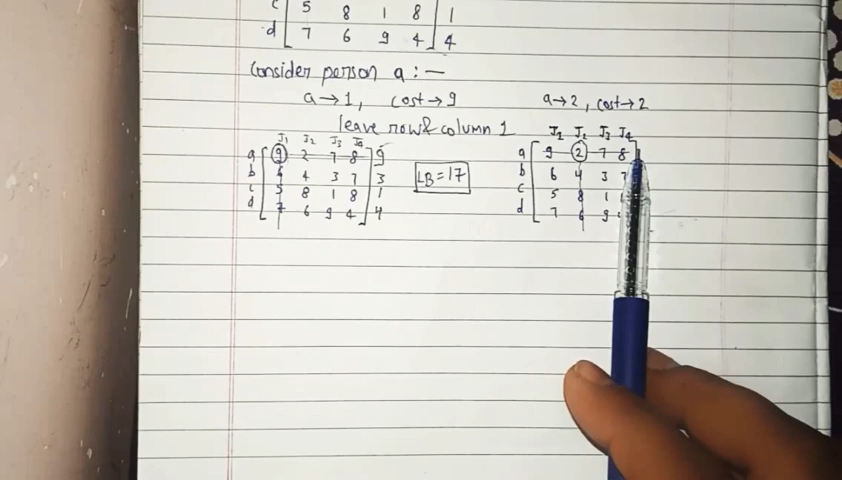 c 5 8 1 8 1
d 7 6 9 4 4
Consider person a :—
a→1, cost→9
a→2, cost→2
leave row & column 1
J1 J2 J3 J4
a 9 2 7 8 9
b 6 4 3 7 3
c 5 8 1 8 1
d 7 6 9 4 4
LB=17
J1 J2 J3 J4
a 9 2 7 8
b 6 4 3 7
c 5 8 1
d 7 6 9